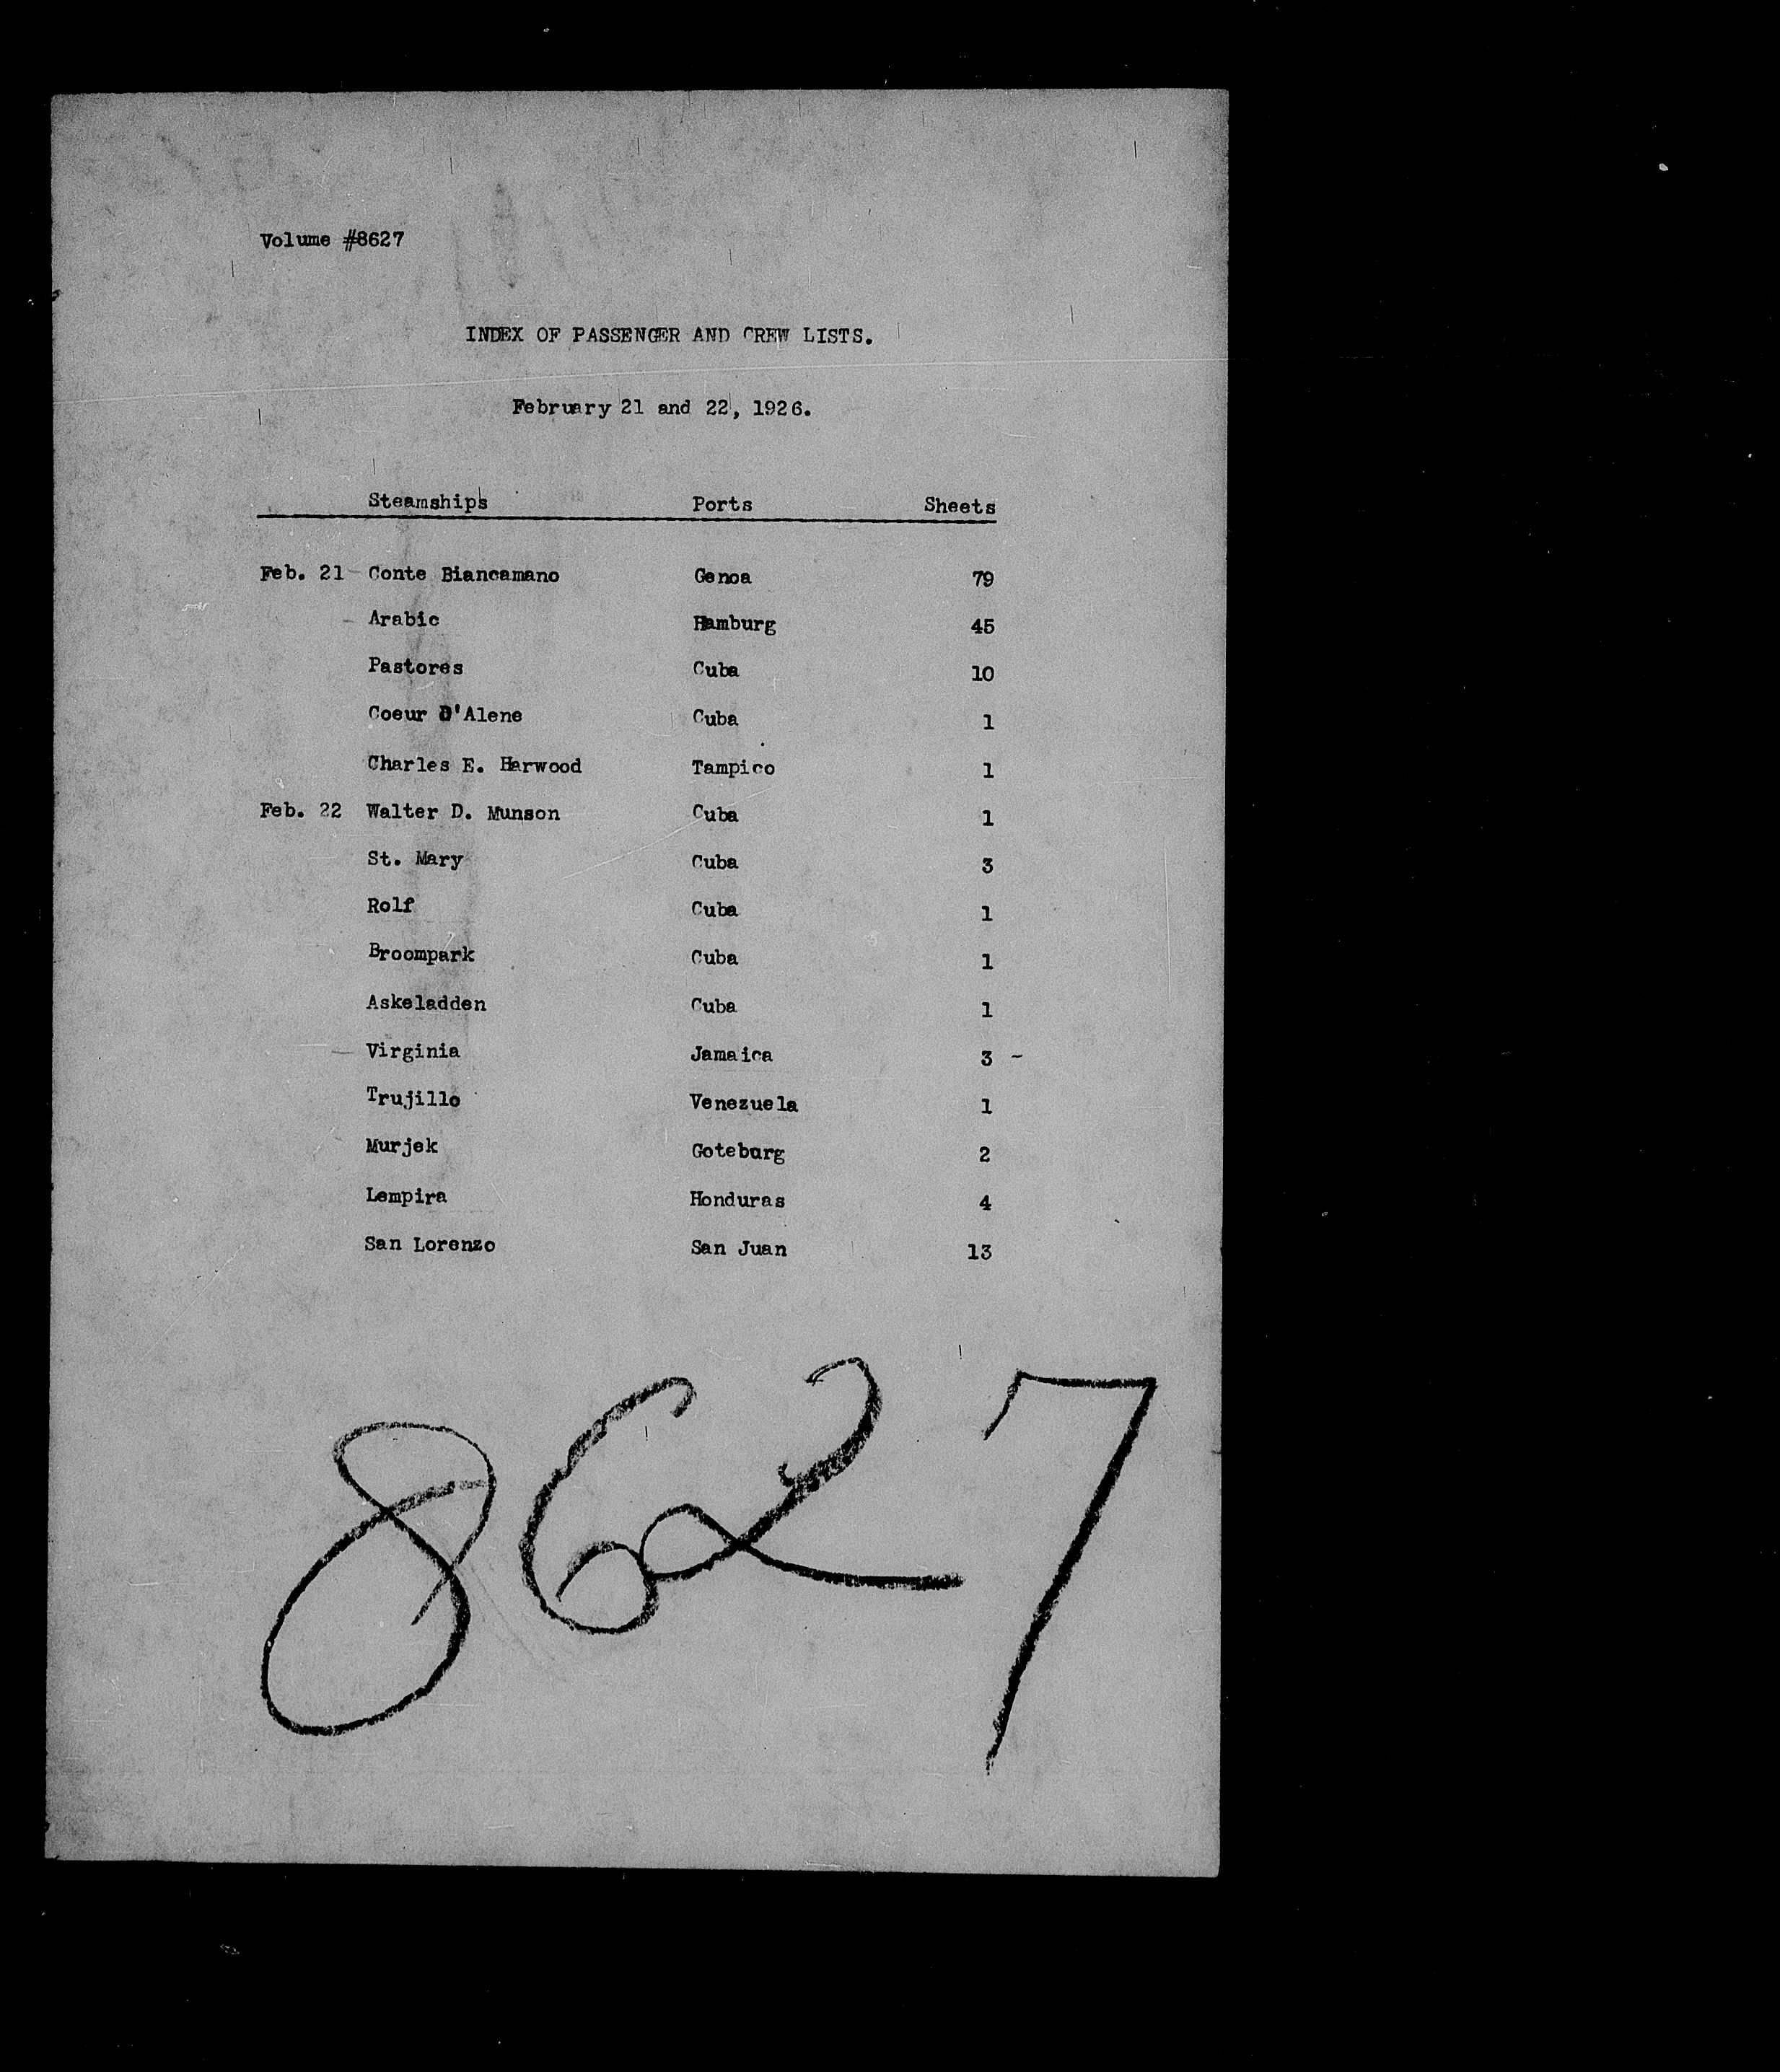 Volume #8627
INDEX OF PASSENGER AND CREW LISTS.
February 21 and 22, 1926.
Steamships Ports Sheets
Feb. 21 Conte Biancamano Genoa 79
Arabic Hamburg 45
Pastores Cuba 10
Coeur D'Alene Cuba 1
Charles E. Harwood Tampico 1
Feb. 22 Walter D. Munson Cuba 1
St. Mary Cuba 3
Rolf Cuba 1
Broompark Cuba 1
Askeladden Cuba 1
Virginia Jamaica 3
Trujillo Venezuela 1
Murjek Goteburg 2
Lempira Honduras 4
San Lorenzo San Juan 13
8627